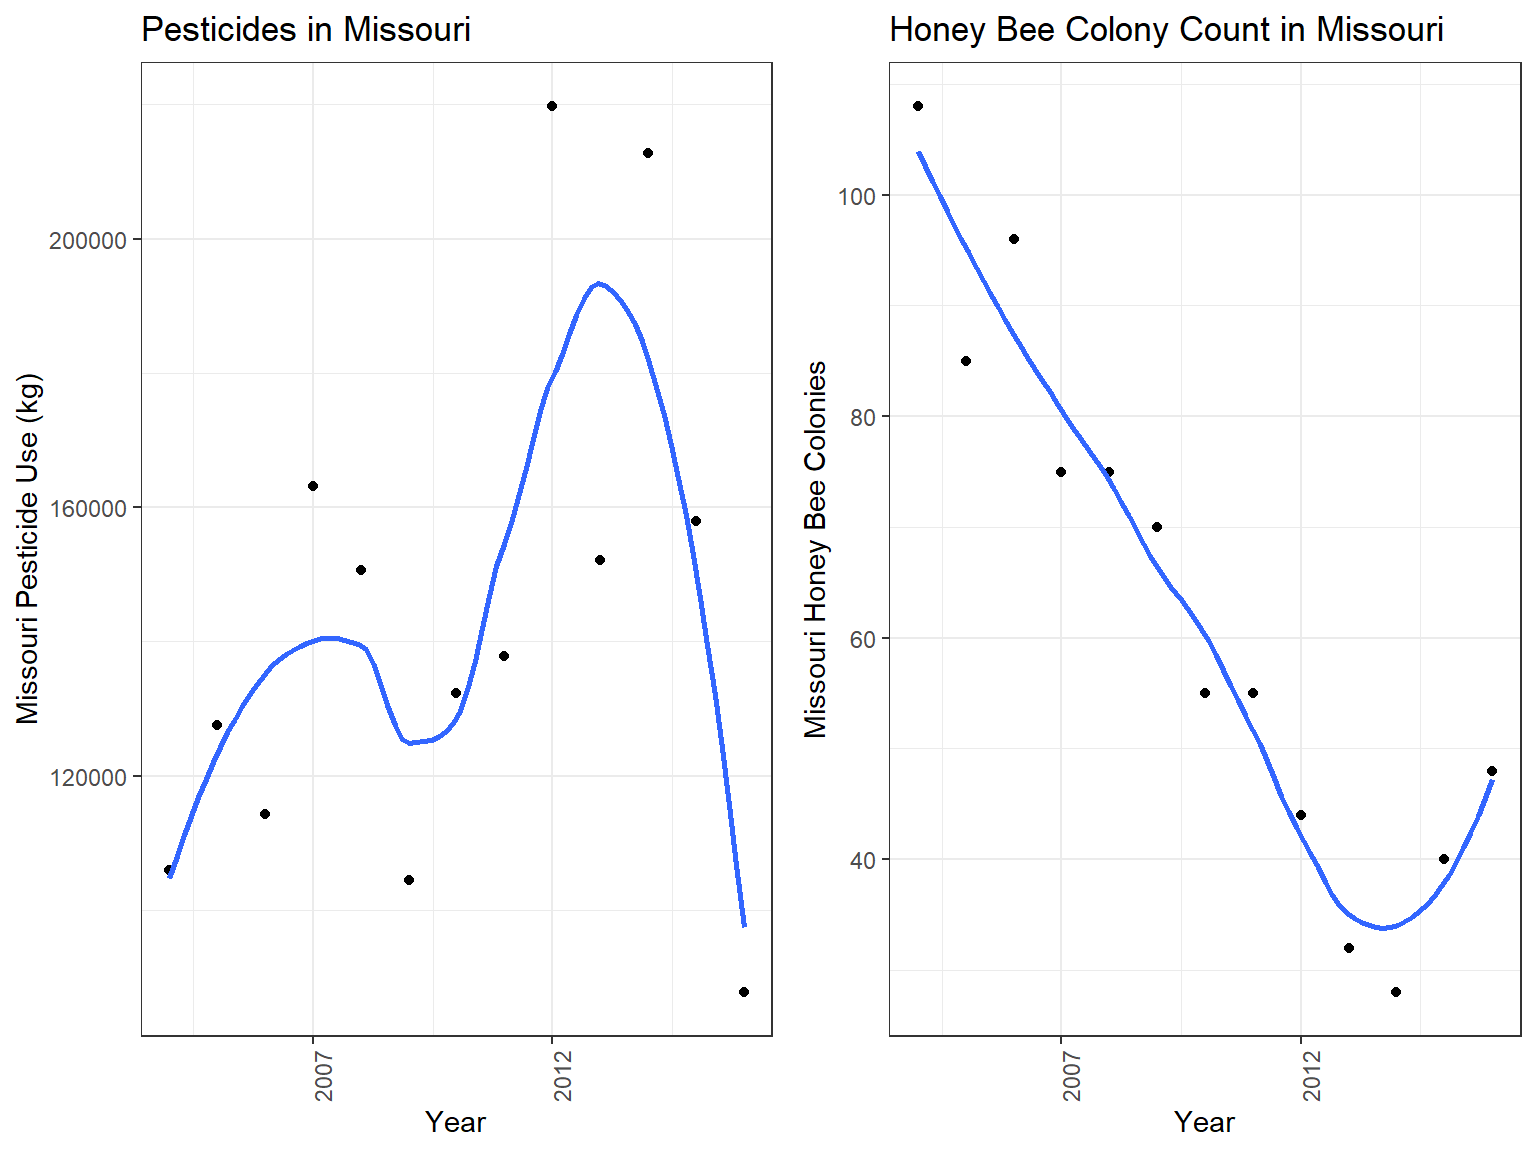 Pesticides in Missouri
Missouri Pesticide Use (kg)
200000
160000
120000
2007
2012
Year
Honey Bee Colony Count in Missouri
Missouri Honey Bee Colonies
100
80
60
40
2007
2012
Year